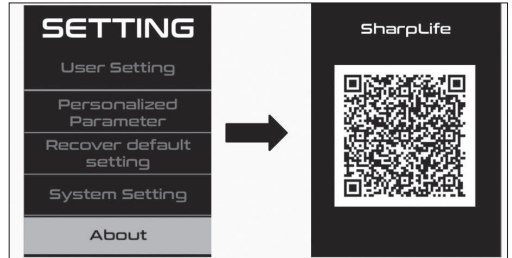 SETTING
User Setting
Personalized
Parameter
Recover default
setting
System Setting
About
SharpLife